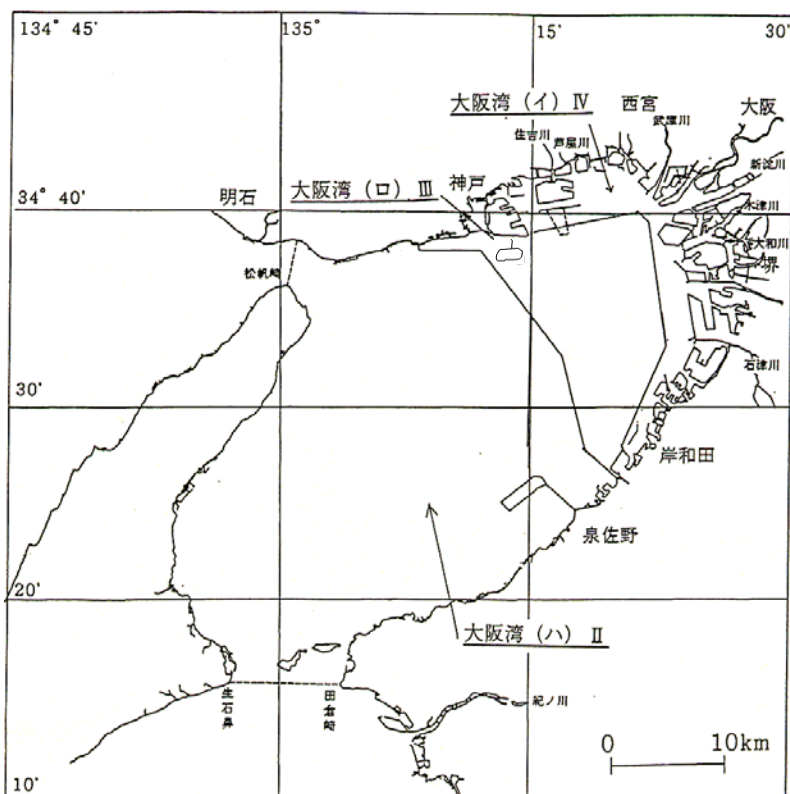 134° 45′
135°
15′
30′
大阪湾（イ）Ⅳ
西宮
武庫川
大阪
住吉川
芦屋川
新淀川
大阪湾（ロ）Ⅲ
神戸
34° 40′
明石
木津川
大和川
堺
松帆崎
石津川
30′
岸和田
泉佐野
20′
大阪湾（ハ）Ⅱ
生石鼻
田倉崎
紀ノ川
0
10km
10′